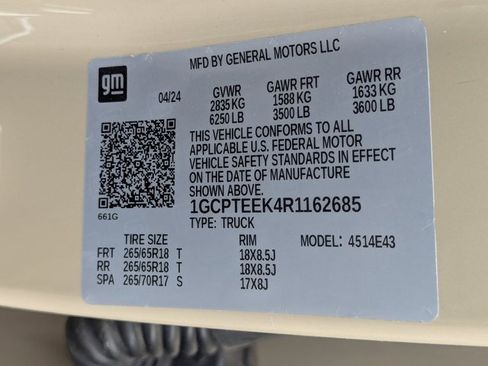 MFD BY GENERAL MOTORS LLC
gm
04/24
GVWR GAWR FRT GAWR RR
2835 KG 1588 KG 1633 KG
6250 LB 3500 LB 3600 LB
THIS VEHICLE CONFORMS TO ALL
APPLICABLE U.S. FEDERAL MOTOR
VEHICLE SAFETY STANDARDS IN EFFECT
ON THE DATE OF MANUFACTURE
SHOWN ABOVE.
1GCPTEEK4R1162685
661G
TYPE: TRUCK
TIRE SIZE RIM MODEL: 4514E43
FRT 265/65R18 T 18X8.5J
RR 265/65R18 T 18X8.5J
SPA 265/70R17 S 17X8J